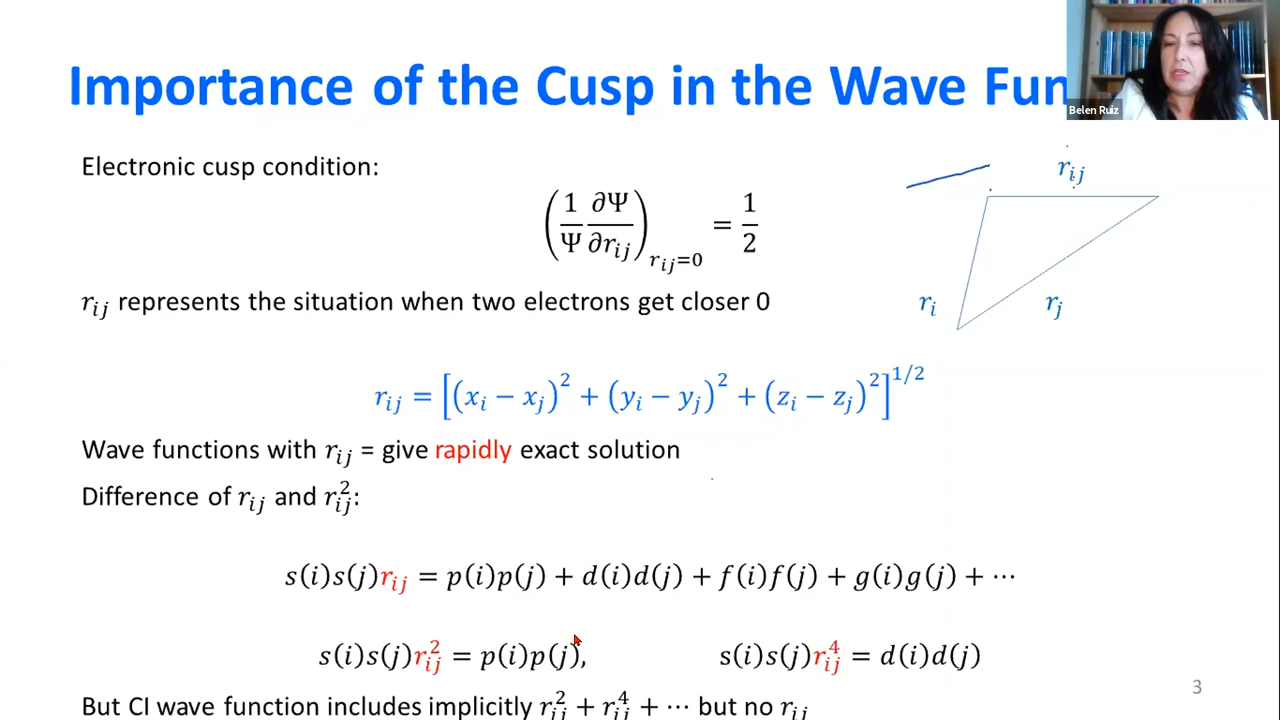 Importance of the Cusp in the Wave Fun
Belen Ruiz
Electronic cusp condition:
(1/Ψ ∂Ψ/∂r_ij)_{r_ij=0} = 1/2
r_ij
r_i
r_j
r_ij represents the situation when two electrons get closer 0
r_ij = [(x_i − x_j)^2 + (y_i − y_j)^2 + (z_i − z_j)^2]^{1/2}
Wave functions with r_ij = give rapidly exact solution
Difference of r_ij and r_ij^2:
s(i)s(j)r_ij = p(i)p(j) + d(i)d(j) + f(i)f(j) + g(i)g(j) + ⋯
s(i)s(j)r_ij^2 = p(i)p(j), s(i)s(j)r_ij^4 = d(i)d(j)
But CI wave function includes implicitly r_ij^2 + r_ij^4 + ⋯ but no r_ij
3